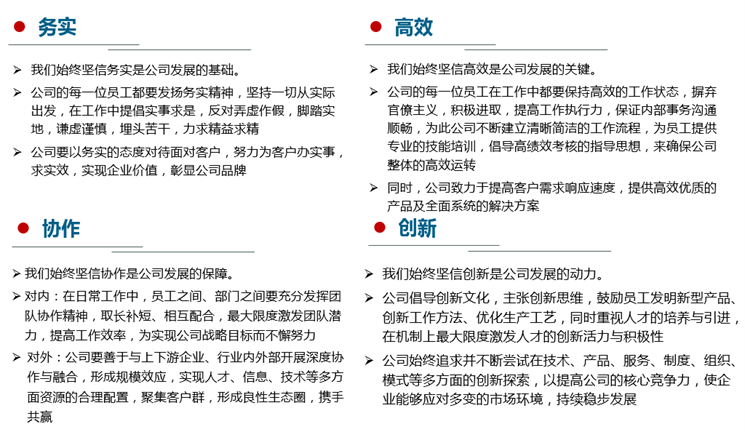 务实
我们始终坚信务实是公司发展的基础。
公司的每一位员工都要发扬务实精神，坚持一切从实际
出发，在工作中提倡实事求是，反对弄虚作假，脚踏实
地，谦虚谨慎，埋头苦干，力求精益求精
公司要以务实的态度对待面对客户，努力为客户办实事，
求实效，实现企业价值，彰显公司品牌
高效
我们始终坚信高效是公司发展的关键。
公司的每一位员工在工作中都要保持高效的工作状态，摒弃
官僚主义，积极进取，提高工作执行力，保证内部事务沟通
顺畅，为此公司不断建立清晰简洁的工作流程，为员工提供
专业的技能培训，倡导高绩效考核的指导思想，来确保公司
整体的高效运转
同时，公司致力于提高客户需求响应速度，提供高效优质的
产品及全面系统的解决方案
协作
我们始终坚信协作是公司发展的保障。
对内：在日常工作中，员工之间、部门之间要充分发挥团
队协作精神，取长补短、相互配合，最大限度激发团队潜
力，提高工作效率，为实现公司战略目标而不懈努力
对外：公司要善于与上下游企业、行业内外部开展深度协
作与融合，形成规模效应，实现人才、信息、技术等多方
面资源的合理配置，聚集客户群，形成良性生态圈，携手
共赢
创新
我们始终坚信创新是公司发展的动力。
公司倡导创新文化，主张创新思维，鼓励员工发明新型产品、
创新工作方法、优化生产工艺，同时重视人才的培养与引进，
在机制上最大限度激发人才的创新活力与积极性
公司始终追求并不断尝试在技术、产品、服务、制度、组织、
模式等多方面的创新探索，以提高公司的核心竞争力，使企
业能够应对多变的市场环境，持续稳步发展